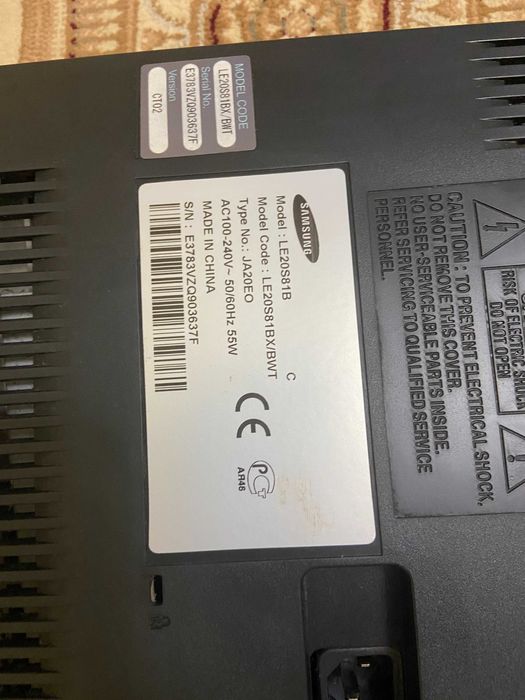 MODEL CODE
LE20S81BX/BWT
Serial No.
E3783VZQ903637F
Version
CT02
SAMSUNG
Model : LE20S81B C
Model Code : LE20S81BX/BWT
Type No.: JA20EO
AC100-240V~ 50/60Hz 55W
MADE IN CHINA
S/N : E3783VZQ903637F
CE
PCT
AR46
RISK OF ELECTRIC SHOCK
DO NOT OPEN
CAUTION : TO PREVENT ELECTRICAL SHOCK,
DO NOT REMOVE THIS COVER.
NO USER-SERVICEABLE PARTS INSIDE.
REFER SERVICING TO QUALIFIED SERVICE
PERSONNEL.